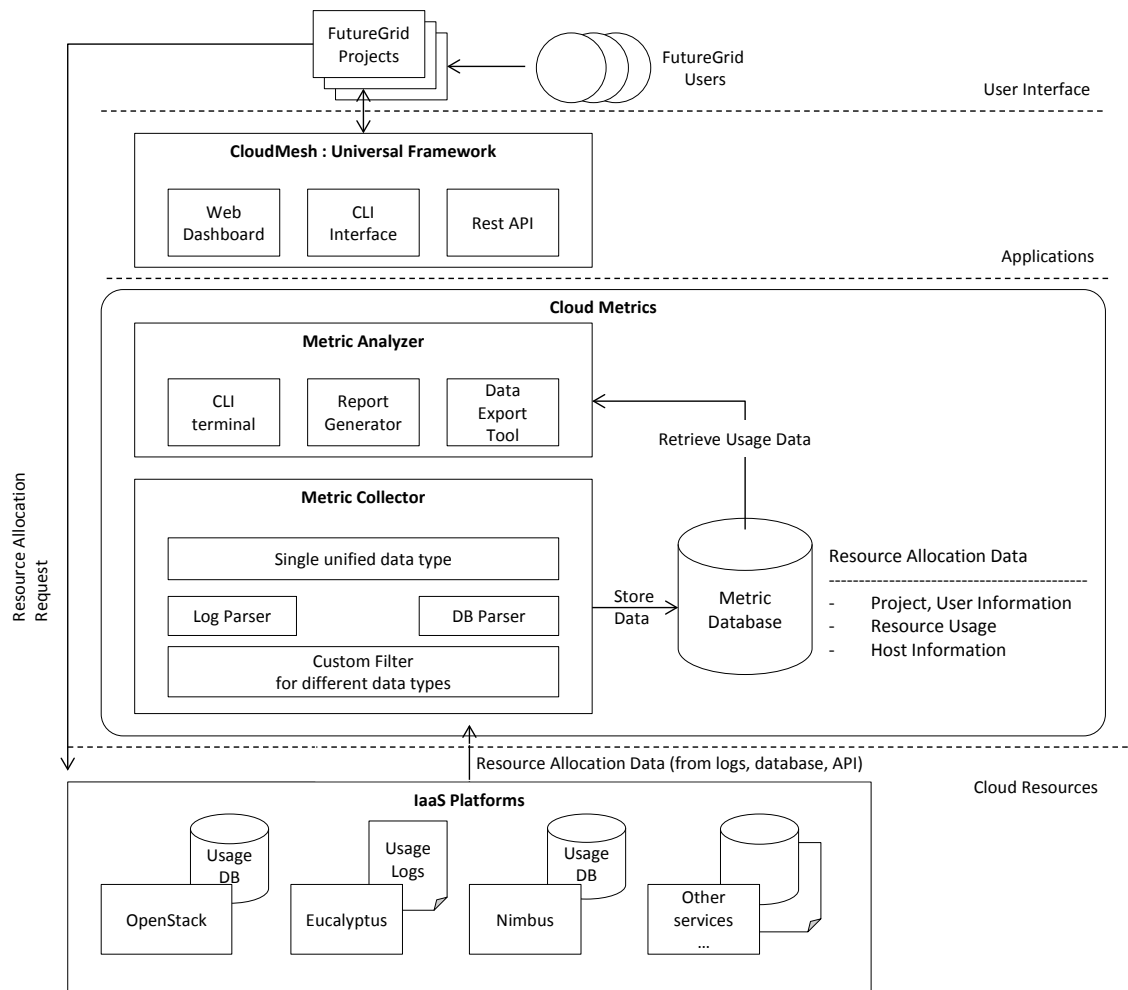 FutureGrid
Projects
FutureGrid
Users
User Interface
CloudMesh : Universal Framework
Web
Dashboard
CLI
Interface
Rest API
Applications
Cloud Metrics
Metric Analyzer
CLI
terminal
Report
Generator
Data
Export
Tool
Retrieve Usage Data
Metric Collector
Single unified data type
Log Parser
DB Parser
Custom Filter
for different data types
Store
Data
Metric
Database
Resource Allocation Data
-------------------------------------------
- Project, User Information
- Resource Usage
- Host Information
Resource Allocation
Request
Resource Allocation Data (from logs, database, API)
Cloud Resources
IaaS Platforms
Usage
DB
OpenStack
Usage
Logs
Eucalyptus
Usage
DB
Nimbus
Other
services
...